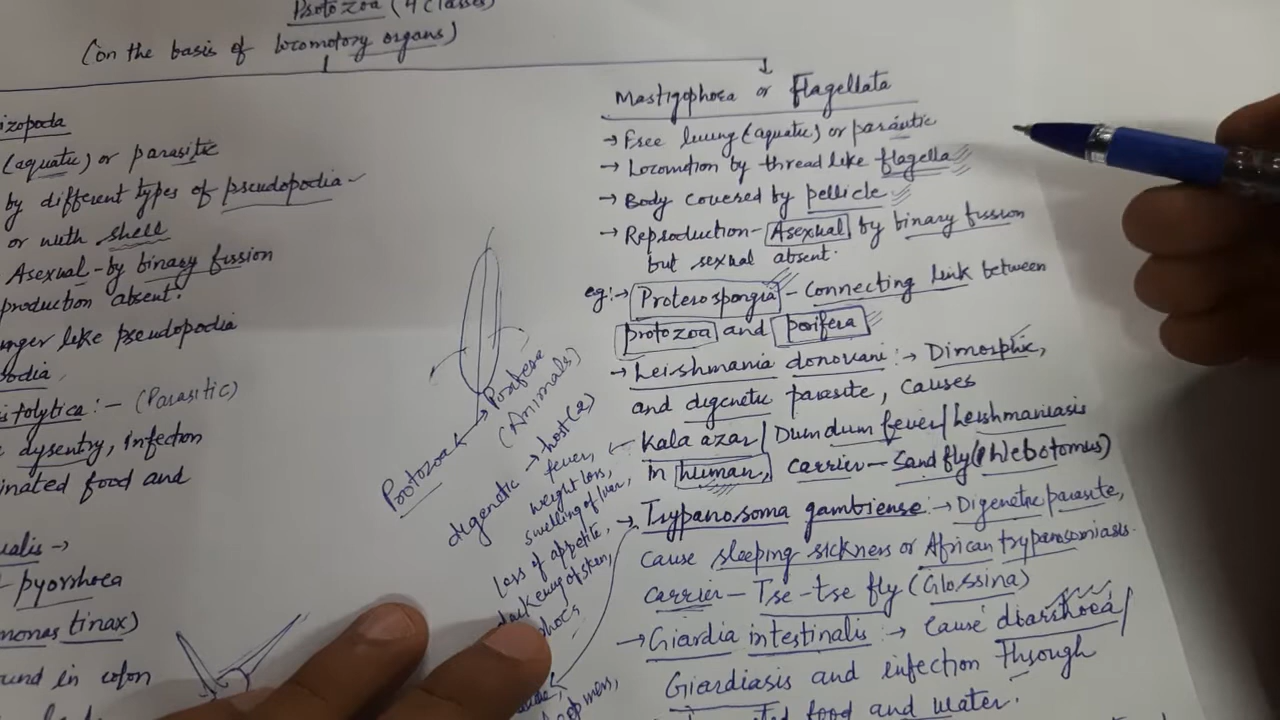 Protozoa (4 classes)
(on the basis of locomotory organs)
izopoda
(aquatic) or parasitic
by different types of pseudopodia
or with shell
Asexual - by binary fission
production absent.
nger like pseudopodia
podia
istolytica :- (Parasitic)
dysentry, infection
inated food and
ualis →
pyorrhoea
monas tinax)
und in colon
Protozoa
Porifera
(Animals)
digenetic → host(2)
fever,
weight loss,
swelling of liver,
loss of appetite,
darkening of skin,
Mastigophora or Flagellata
→ Free living (aquatic) or parasitic
→ Locomotion by thread like flagella
→ Body covered by pellicle
→ Reproduction - Asexual by binary fission
but sexual absent.
eg:→ Proterospongia - Connecting link between
protozoa and porifera
→ Leishmania donovani :→ Dimorphic,
and digenetic parasite, causes
Kala azar/Dumdum fever/Leishmaniasis
in human, carrier - Sandfly(Phlebotomus)
→ Trypanosoma gambiense :→ Digenetic parasite,
cause sleeping sickness or African trypanosomiasis.
carrier - Tse-tse fly (Glossina)
→ Giardia intestinalis → cause diarrhoea/
Giardiasis and infection through
food and water.